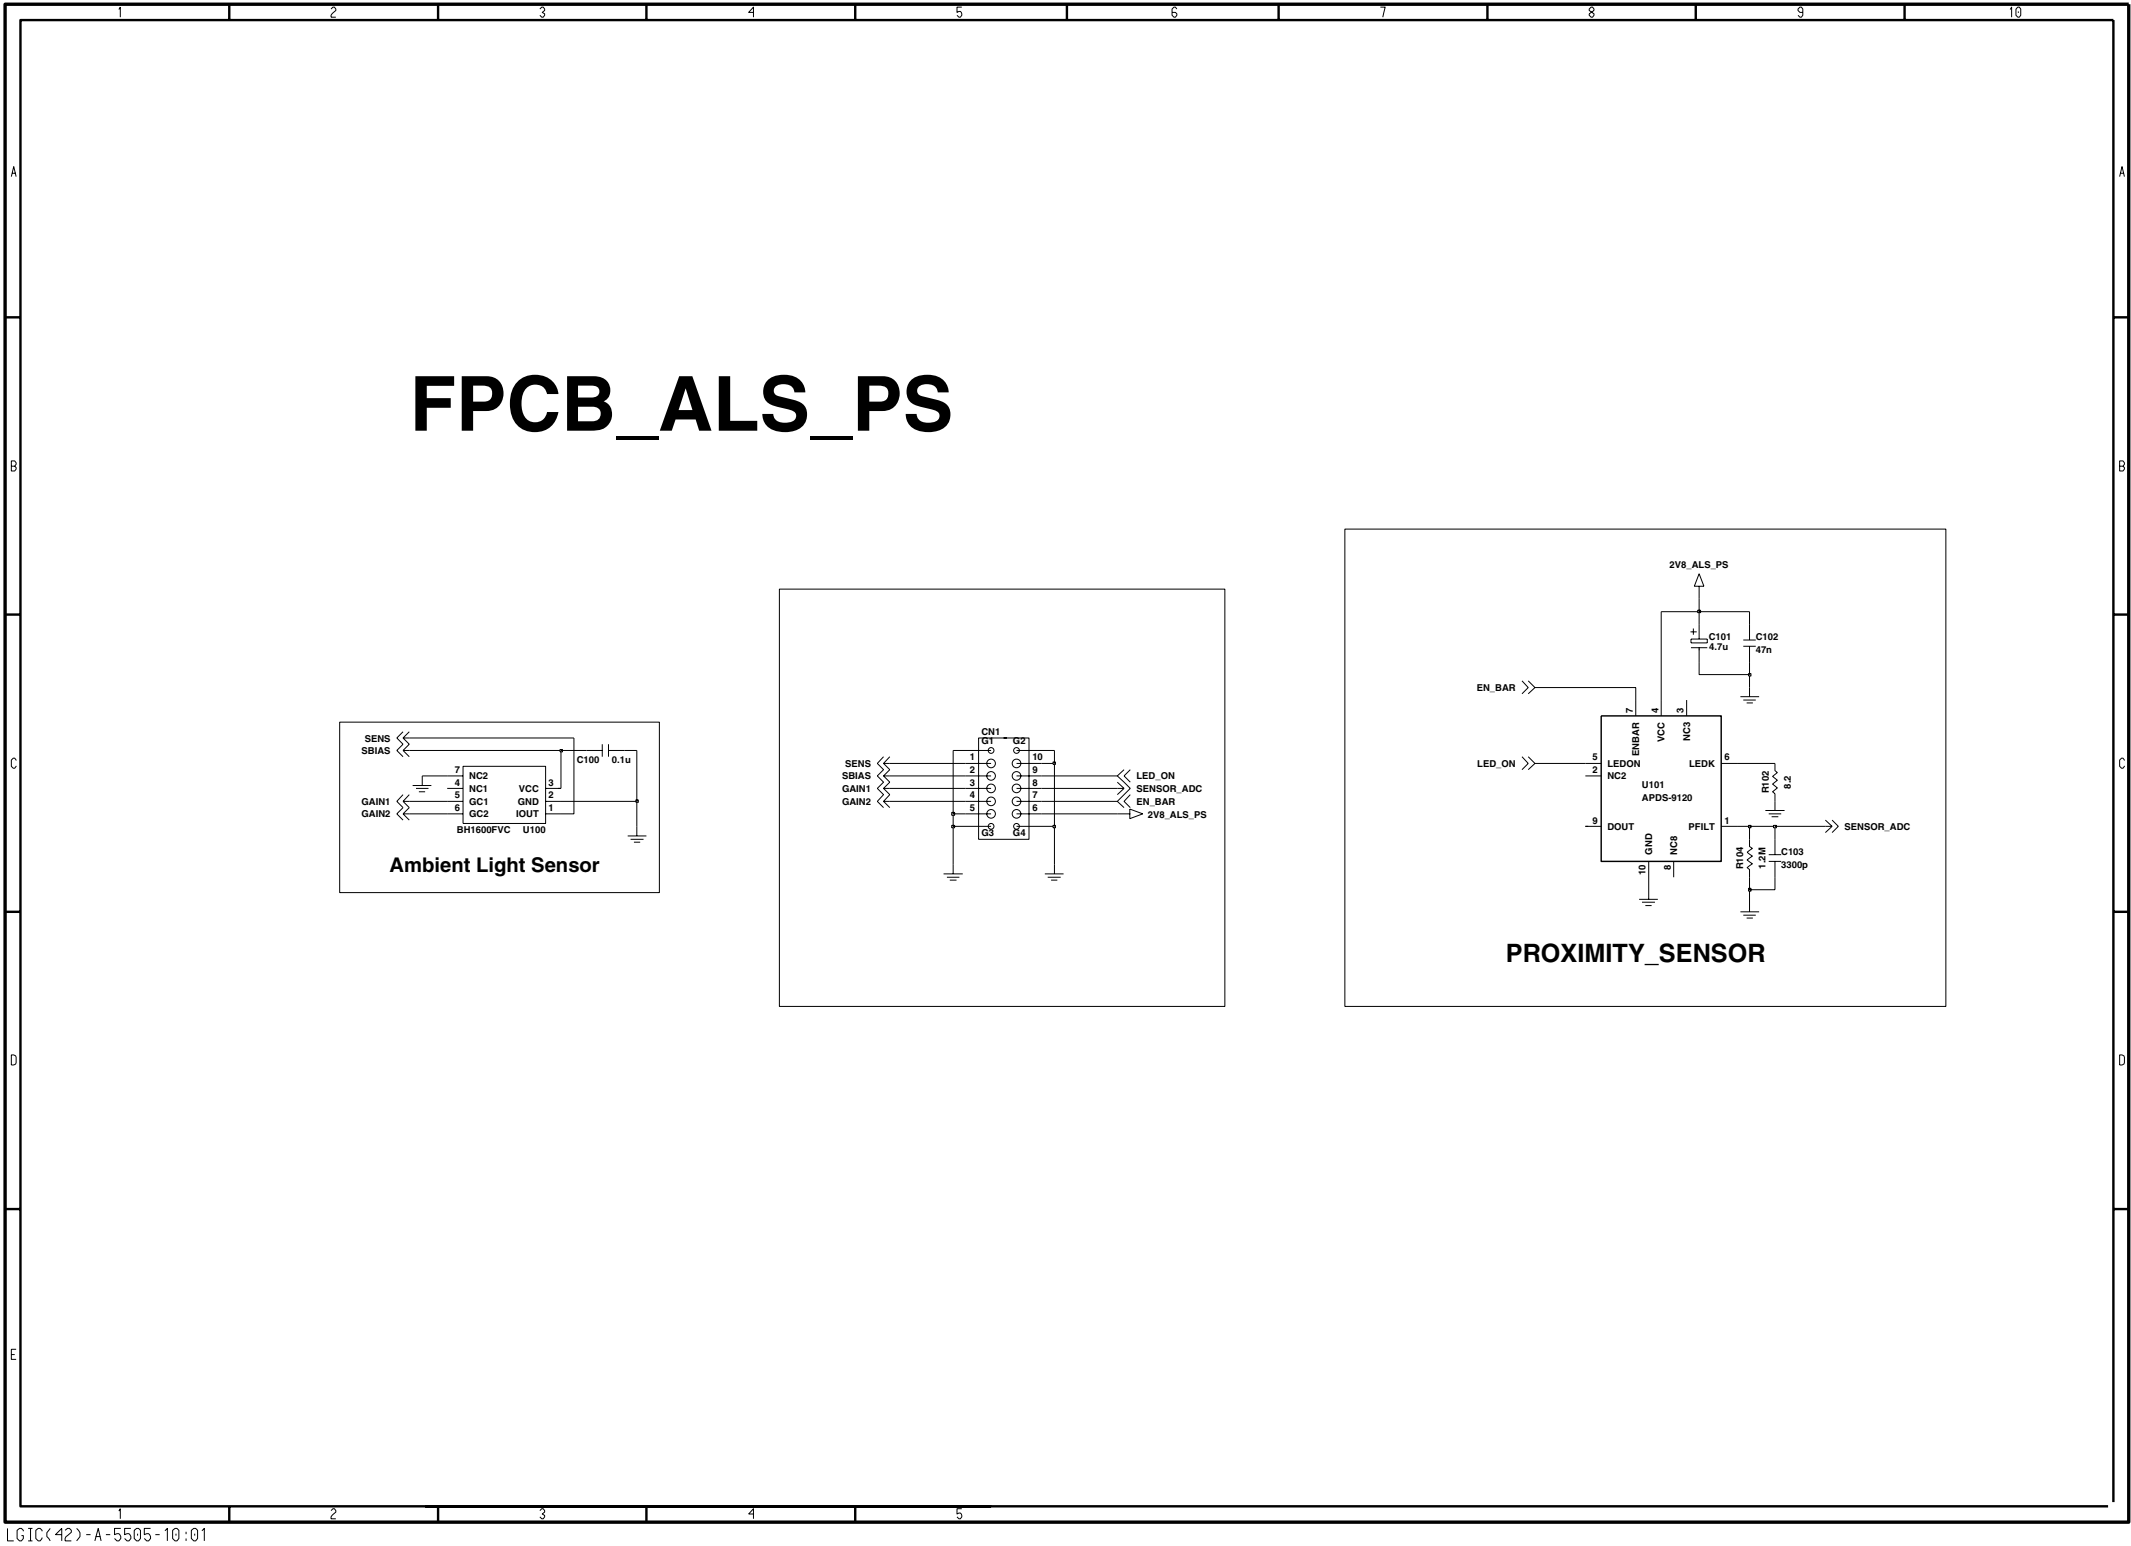 1 2 3 4 5 6 7 8 9 10
A A
FPCB_ALS_PS
B B
2V8_ALS_PS
+ C101 C102
4.7u 47n
EN_BAR
7 4 3
ENBAR VCC NC3
LED_ON 5 LEDON LEDK 6
2 NC2
R102 8.2
U101
APDS-9120
9 DOUT PFILT 1 SENSOR_ADC
GND NC8
10 8
R104 1.2M C103
3300p
PROXIMITY_SENSOR
SENS
SBIAS
C100 0.1u
7 NC2
4 NC1 VCC 3
GAIN1 5 GC1 GND 2
GAIN2 6 GC2 IOUT 1
BH1600FVC U100
Ambient Light Sensor
CN1
G1 G2
SENS 1 10
SBIAS 2 9 LED_ON
GAIN1 3 8 SENSOR_ADC
GAIN2 4 7 EN_BAR
5 6 2V8_ALS_PS
G3 G4
C C
D D
E
1 2 3 4 5
LGIC(42)-A-5505-10:01